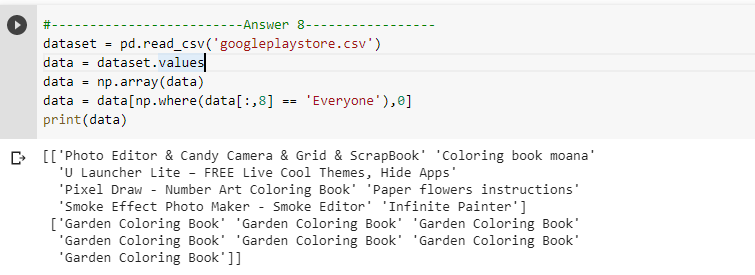 #-------------------------Answer 8-----------------
dataset = pd.read_csv('googleplaystore.csv')
data = dataset.values
data = np.array(data)
data = data[np.where(data[:,8] == 'Everyone'),0]
print(data)
[['Photo Editor & Candy Camera & Grid & ScrapBook' 'Coloring book moana'
'U Launcher Lite – FREE Live Cool Themes, Hide Apps'
'Pixel Draw - Number Art Coloring Book' 'Paper flowers instructions'
'Smoke Effect Photo Maker - Smoke Editor' 'Infinite Painter']
['Garden Coloring Book' 'Garden Coloring Book' 'Garden Coloring Book'
'Garden Coloring Book' 'Garden Coloring Book' 'Garden Coloring Book'
'Garden Coloring Book']]